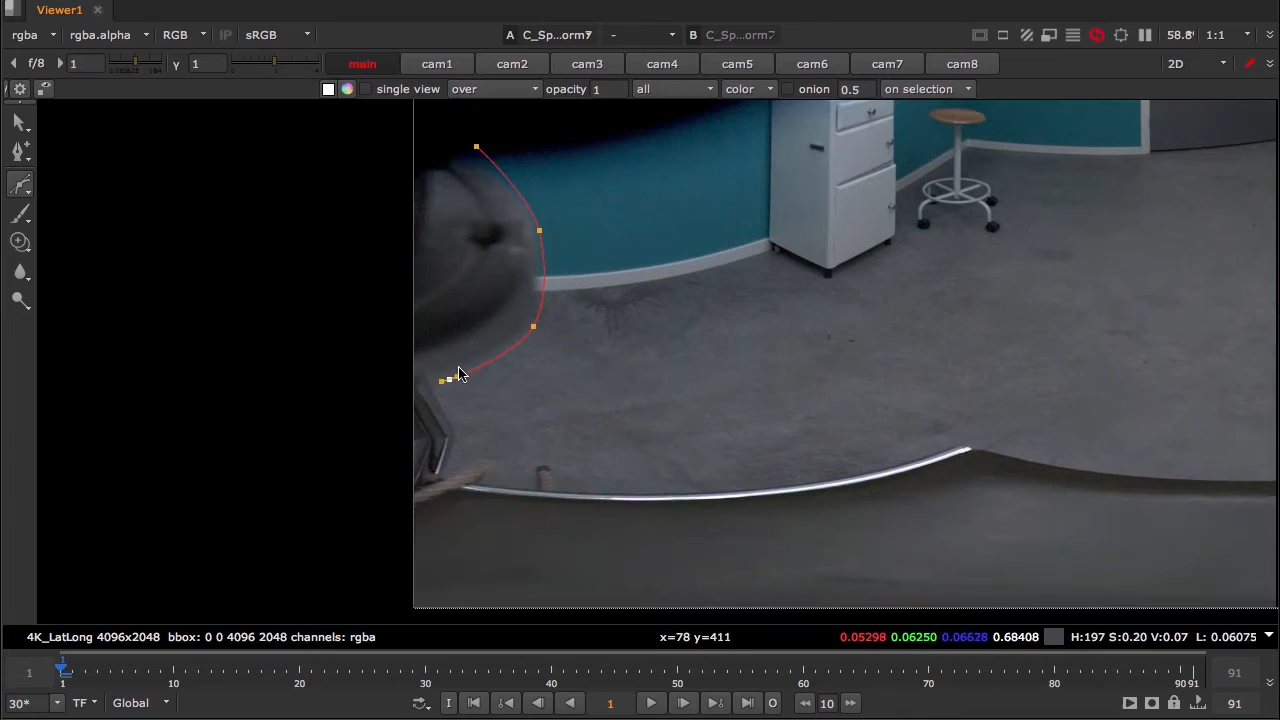 Viewer1
rgba rgba.alpha IP RGB sRGB A C_Sp...orm7 - B C_Sp...orm7 58.8 1:1
f/8 1 γ 1 main cam1 cam2 cam3 cam4 cam5 cam6 cam7 cam8 2D
single view over opacity 1 all color onion 0.5 on selection
4K_LatLong 4096x2048 bbox: 0 0 4096 2048 channels: rgba x=78 y=411 0.05298 0.06250 0.06628 0.68408 H:197 S:0.20 V:0.07 L: 0.06075
1 1 91
1 10 20 30 40 50 60 70 80 90 91
30* TF Global I 1 O 10 91